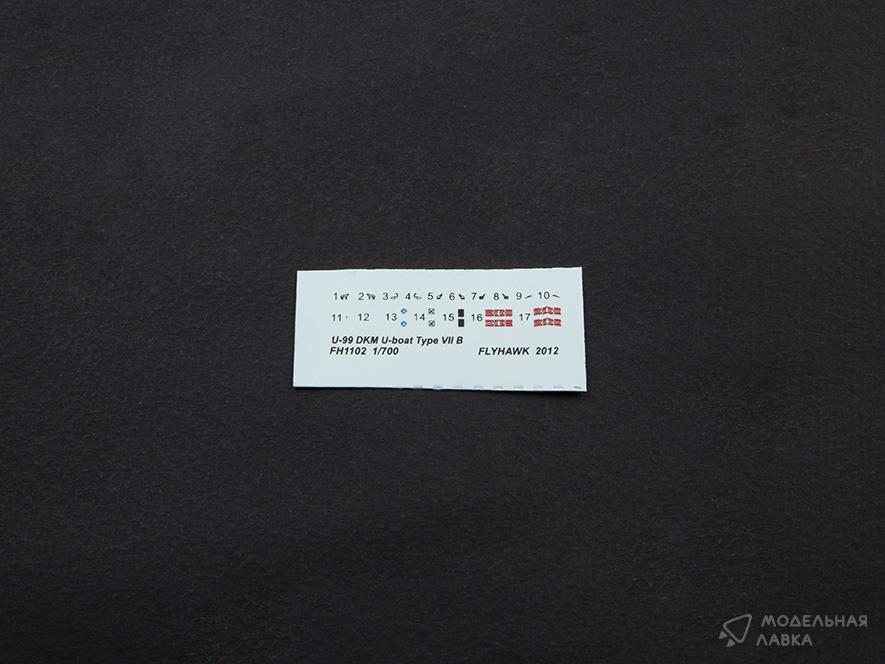 1 2 3 4 5 6 7 8 9 10
11 12 13 14 15 16 17
U-99 DKM U-boat Type VII B
FH1102 1/700 FLYHAWK 2012
МОДЕЛЬНАЯ
ЛАВКА